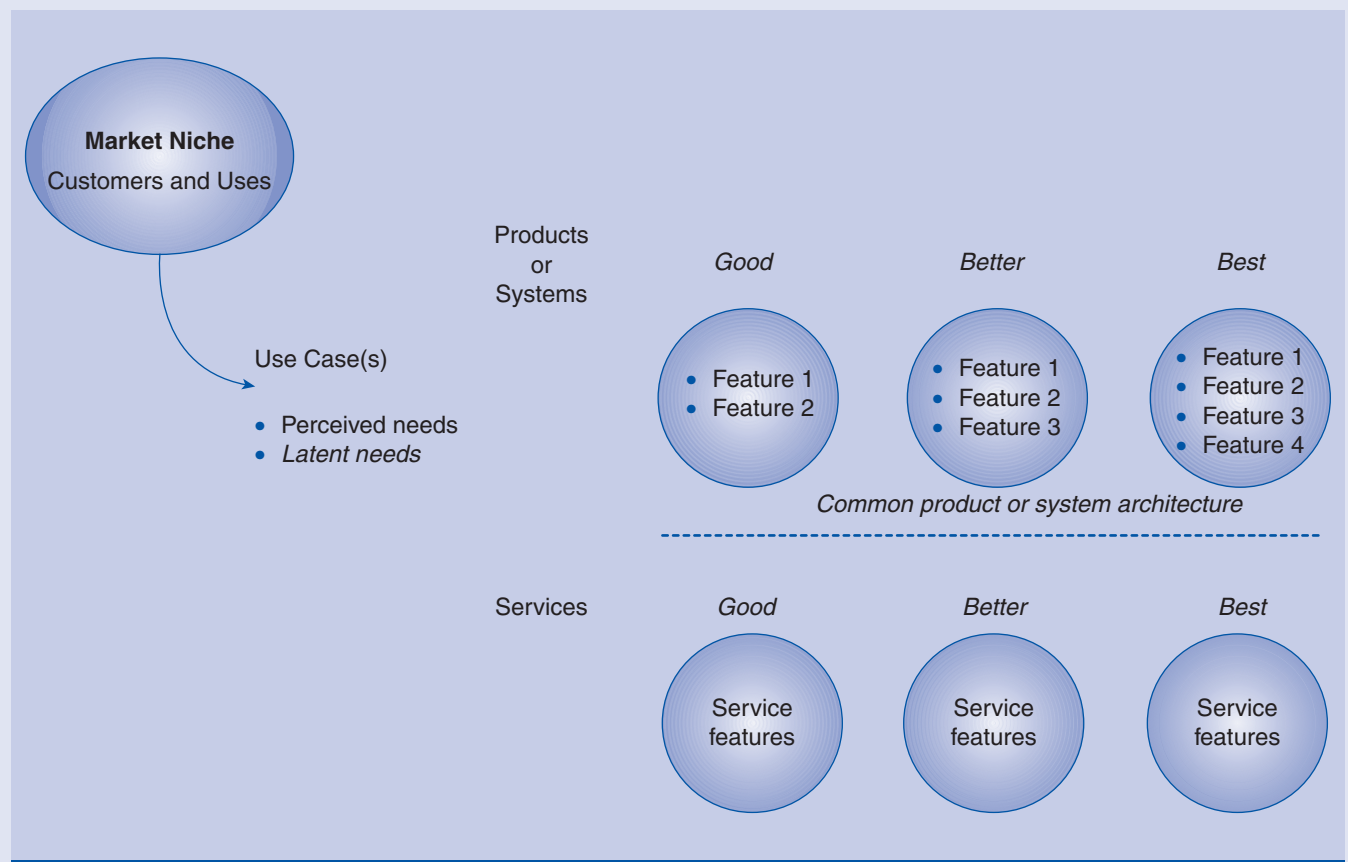 Market Niche
Customers and Uses
Use Case(s)
• Perceived needs
• Latent needs
Products
or
Systems
Good
• Feature 1
• Feature 2
Better
• Feature 1
• Feature 2
• Feature 3
Best
• Feature 1
• Feature 2
• Feature 3
• Feature 4
Common product or system architecture
Services
Good
Service
features
Better
Service
features
Best
Service
features